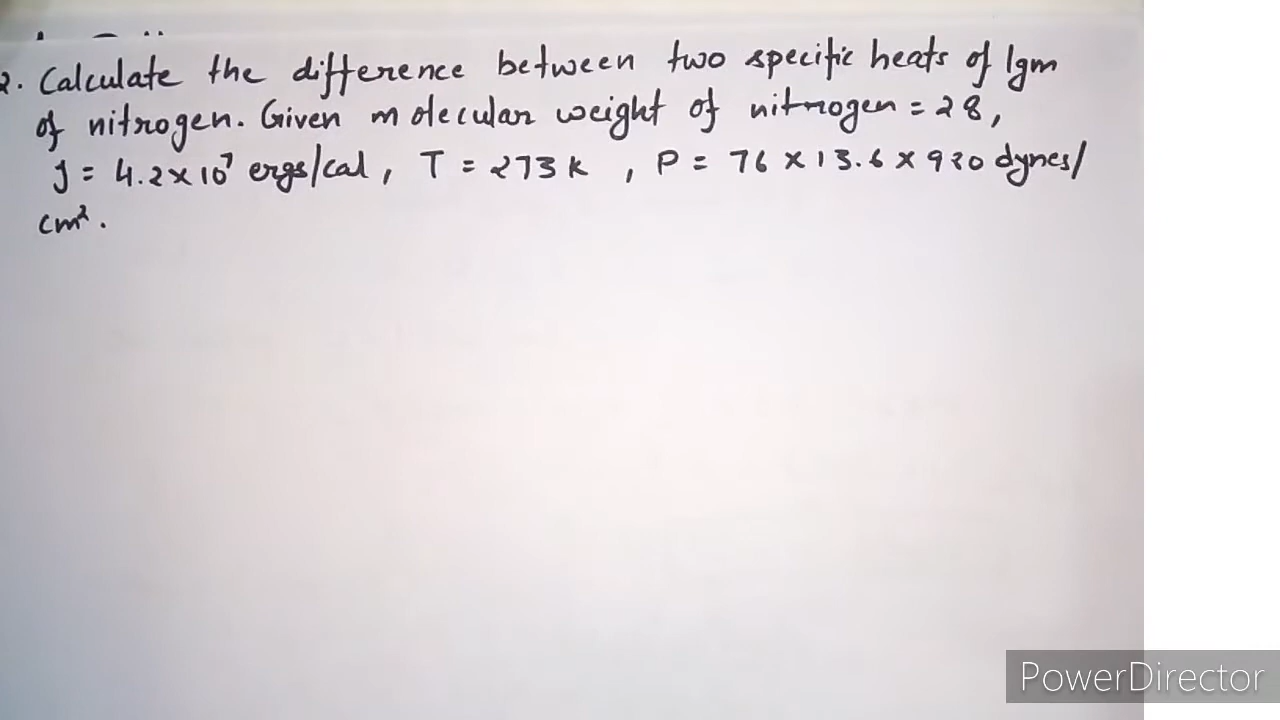 2. Calculate the difference between two specific heats of 1gm
of nitrogen. Given molecular weight of nitrogen = 28,
J = 4.2 × 10⁷ ergs/cal, T = 273 k, P = 76 × 13.6 × 980 dynes/
cm².
PowerDirector